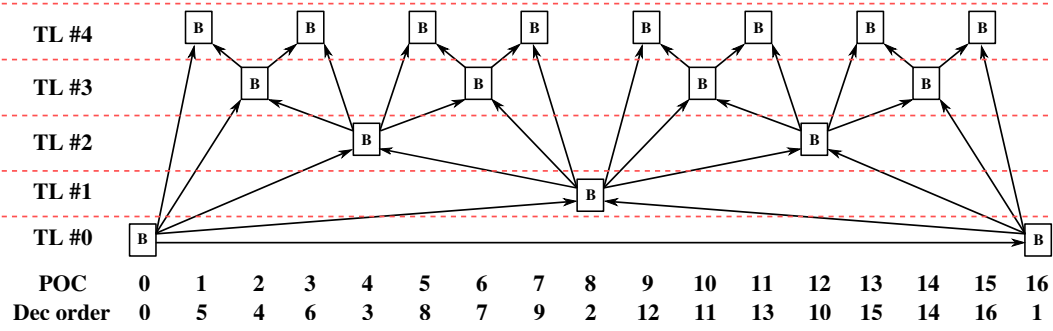 TL #4 B B B B B B B B
TL #3 B B B B
TL #2 B B
TL #1 B
TL #0 B B
POC 0 1 2 3 4 5 6 7 8 9 10 11 12 13 14 15 16
Dec order 0 5 4 6 3 8 7 9 2 12 11 13 10 15 14 16 1